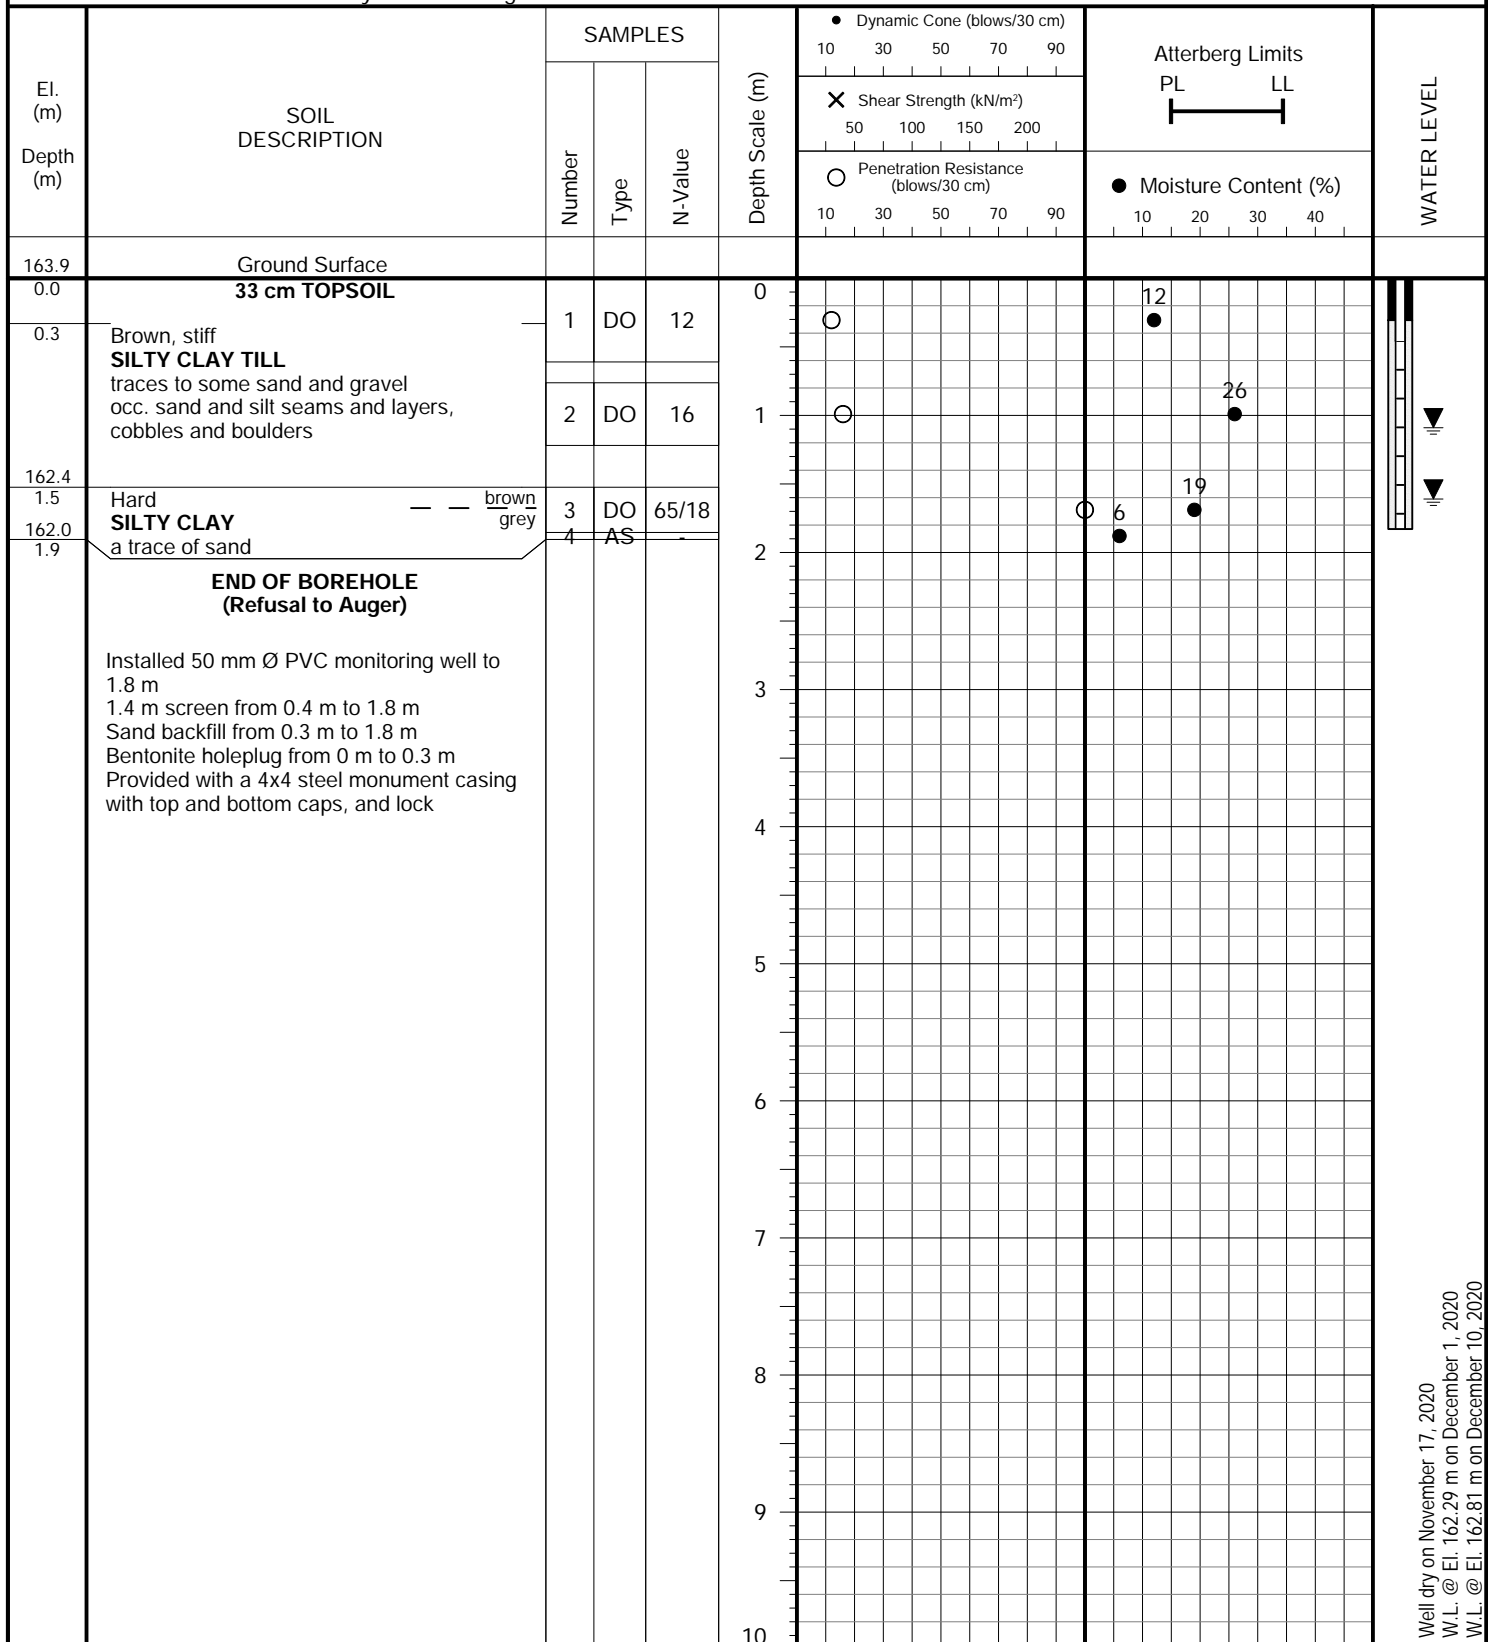 SAMPLES
El.
(m)
Depth
(m)
SOIL
DESCRIPTION
Number
Type
N-Value
Depth Scale (m)
Dynamic Cone (blows/30 cm)
10 30 50 70 90
Shear Strength (kN/m²)
50 100 150 200
Penetration Resistance
(blows/30 cm)
10 30 50 70 90
Atterberg Limits
PL LL
Moisture Content (%)
10 20 30 40
WATER LEVEL
163.9 Ground Surface
0.0 33 cm TOPSOIL 0
1 DO 12 12
0.3 Brown, stiff
SILTY CLAY TILL
traces to some sand and gravel
occ. sand and silt seams and layers,
cobbles and boulders
2 DO 16 1 26
162.4
1.5 Hard brown
grey
SILTY CLAY
3 DO 65/18 19
162.0
1.9 a trace of sand
4 AS - 6
2
END OF BOREHOLE
(Refusal to Auger)
Installed 50 mm Ø PVC monitoring well to
1.8 m
1.4 m screen from 0.4 m to 1.8 m
Sand backfill from 0.3 m to 1.8 m
Bentonite holeplug from 0 m to 0.3 m
Provided with a 4x4 steel monument casing
with top and bottom caps, and lock
3
4
5
6
7
8
9
10
Well dry on November 17, 2020
W.L. @ El. 162.29 m on December 1, 2020
W.L. @ El. 162.81 m on December 10, 2020